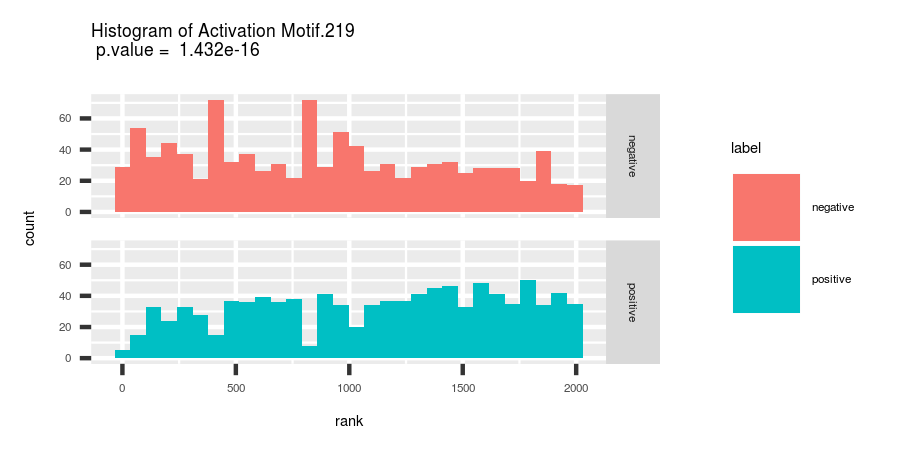 Histogram of Activation Motif.219
p.value = 1.432e-16
count
60
40
20
0
negative
60
40
20
0
positive
0 500 1000 1500 2000
rank
label
negative
positive